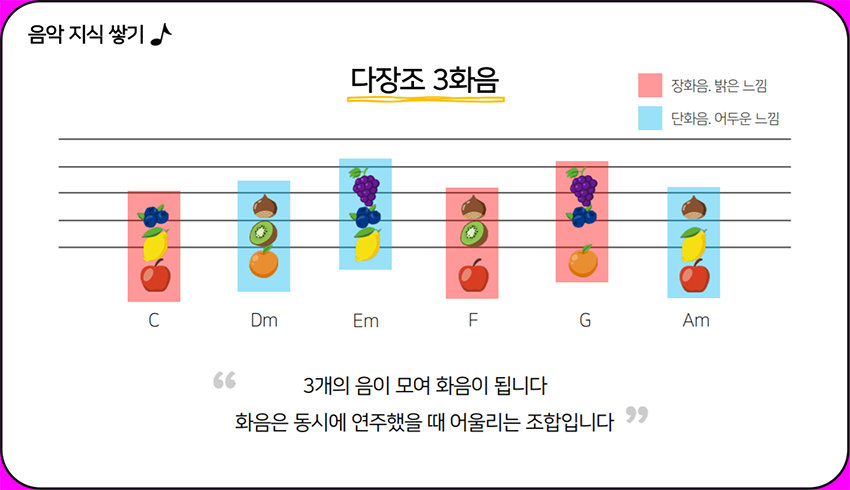 음악 지식 쌓기
다장조 3화음
장화음. 밝은 느낌
단화음. 어두운 느낌
C Dm Em F G Am
“ 3개의 음이 모여 화음이 됩니다
화음은 동시에 연주했을 때 어울리는 조합입니다 ”